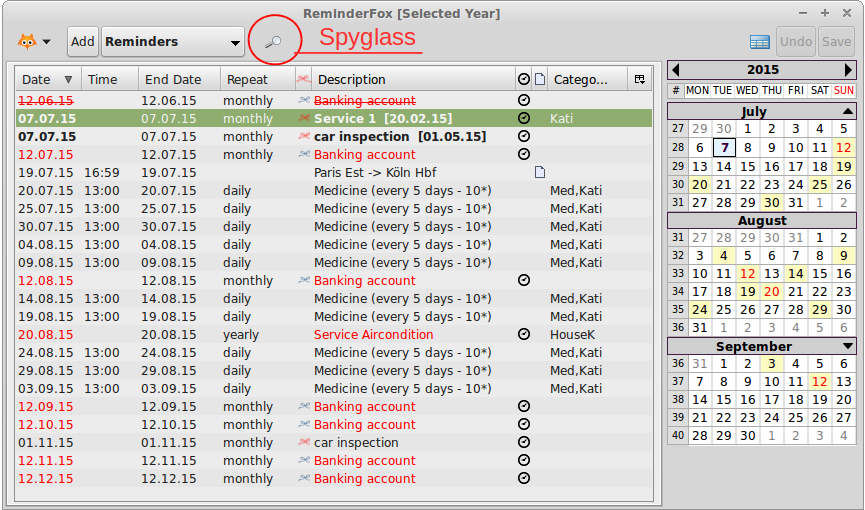 ReminderFox [Selected Year]
Add Reminders Spyglass Undo Save
Date Time End Date Repeat Description Catego...
12.06.15 12.06.15 monthly Banking account
07.07.15 07.07.15 monthly Service 1 [20.02.15] Kati
07.07.15 07.07.15 monthly car inspection [01.05.15]
12.07.15 12.07.15 monthly Banking account
19.07.15 16:59 19.07.15 Paris Est -> Köln Hbf
20.07.15 13:00 20.07.15 daily Medicine (every 5 days - 10*) Med,Kati
25.07.15 13:00 25.07.15 daily Medicine (every 5 days - 10*) Med,Kati
30.07.15 13:00 30.07.15 daily Medicine (every 5 days - 10*) Med,Kati
04.08.15 13:00 04.08.15 daily Medicine (every 5 days - 10*) Med,Kati
09.08.15 13:00 09.08.15 daily Medicine (every 5 days - 10*) Med,Kati
12.08.15 12.08.15 monthly Banking account
14.08.15 13:00 14.08.15 daily Medicine (every 5 days - 10*) Med,Kati
19.08.15 13:00 19.08.15 daily Medicine (every 5 days - 10*) Med,Kati
20.08.15 20.08.15 yearly Service Aircondition HouseK
24.08.15 13:00 24.08.15 daily Medicine (every 5 days - 10*) Med,Kati
29.08.15 13:00 29.08.15 daily Medicine (every 5 days - 10*) Med,Kati
03.09.15 13:00 03.09.15 daily Medicine (every 5 days - 10*) Med,Kati
12.09.15 12.09.15 monthly Banking account
12.10.15 12.10.15 monthly Banking account
01.11.15 01.11.15 monthly car inspection
12.11.15 12.11.15 monthly Banking account
12.12.15 12.12.15 monthly Banking account
2015
# MON TUE WED THU FRI SAT SUN
July
27 29 30 1 2 3 4 5
28 6 7 8 9 10 11 12
29 13 14 15 16 17 18 19
30 20 21 22 23 24 25 26
31 27 28 29 30 31 1 2
August
31 27 28 29 30 31 1 2
32 3 4 5 6 7 8 9
33 10 11 12 13 14 15 16
34 17 18 19 20 21 22 23
35 24 25 26 27 28 29 30
36 31 1 2 3 4 5 6
September
36 31 1 2 3 4 5 6
37 7 8 9 10 11 12 13
38 14 15 16 17 18 19 20
39 21 22 23 24 25 26 27
40 28 29 30 1 2 3 4